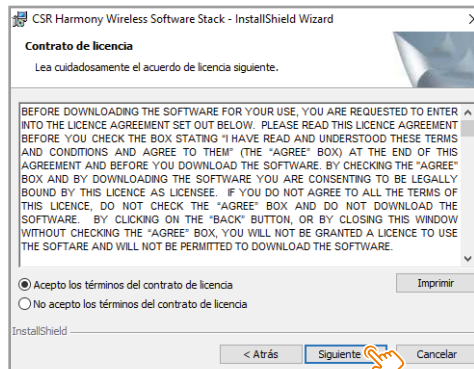 CSR Harmony Wireless Software Stack - InstallShield Wizard
Contrato de licencia
Lea cuidadosamente el acuerdo de licencia siguiente.
BEFORE DOWNLOADING THE SOFTWARE FOR YOUR USE, YOU ARE REQUESTED TO ENTER
INTO THE LICENCE AGREEMENT SET OUT BELOW. PLEASE READ THIS LICENCE AGREEMENT
BEFORE YOU CHECK THE BOX STATING "I HAVE READ AND UNDERSTOOD THESE TERMS
AND CONDITIONS AND AGREE TO THEM" (THE "AGREE" BOX) AT THE END OF THIS
AGREEMENT AND BEFORE YOU DOWNLOAD THE SOFTWARE. BY CHECKING THE "AGREE"
BOX AND BY DOWNLOADING THE SOFTWARE YOU ARE CONSENTING TO BE LEGALLY
BOUND BY THIS LICENCE AS LICENSEE. IF YOU DO NOT AGREE TO ALL THE TERMS OF
THIS LICENCE, DO NOT CHECK THE "AGREE" BOX AND DO NOT DOWNLOAD THE
SOFTWARE. BY CLICKING ON THE "BACK" BUTTON, OR BY CLOSING THIS WINDOW
WITHOUT CHECKING THE "AGREE" BOX, YOU WILL NOT BE GRANTED A LICENCE TO USE
THE SOFTARE AND WILL NOT BE PERMITTED TO DOWNLOAD THE SOFTWARE.
Acepto los términos del contrato de licencia
Imprimir
No acepto los términos del contrato de licencia
InstallShield
< Atrás Siguiente Cancelar